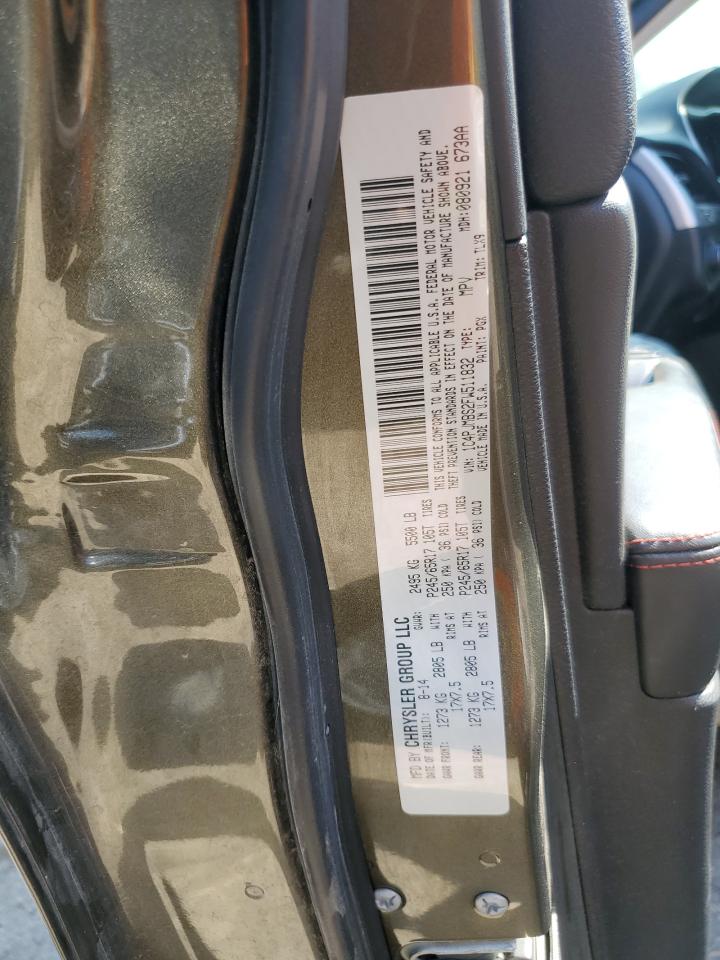 MFD BY CHRYSLER GROUP LLC
DATE OF MFR(BUILT): 8-14 GVWR: 2495 KG 5500 LB
GAWR FRONT: 1273 KG 2805 LB WITH P245/65R17 105T TIRES
17X7.5 RIMS AT 250 KPA ( 36 PSI) COLD
GAWR REAR: 1273 KG 2805 LB WITH P245/65R17 105T TIRES
17X7.5 RIMS AT 250 KPA ( 36 PSI) COLD
THIS VEHICLE CONFORMS TO ALL APPLICABLE U.S.A. FEDERAL MOTOR VEHICLE SAFETY AND
THEFT PREVENTION STANDARDS IN EFFECT ON THE DATE OF MANUFACTURE SHOWN ABOVE.
VIN: 1C4PJMBS2FW511832 TYPE: MPV MDH:080921 673AA
VEHICLE MADE IN U.S.A. PAINT: PGX TRIM: TLX9